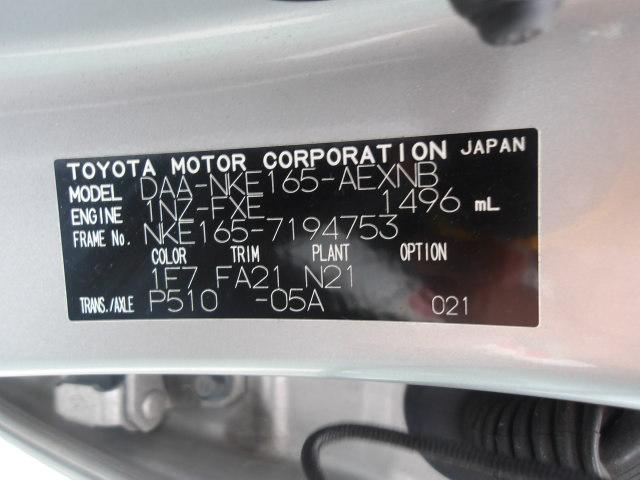 TOYOTA MOTOR CORPORATION JAPAN
MODEL DAA-NKE165-AEXNB
ENGINE 1NZ-FXE 1496 mL
FRAME No. NKE165-7194753
COLOR TRIM PLANT OPTION
1F7 FA21 N21
TRANS./AXLE P510 -05A 021